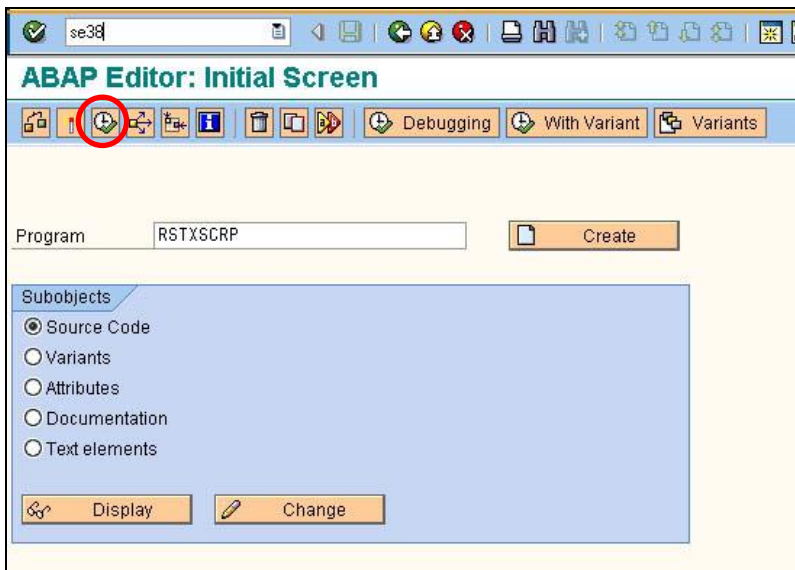 se38
ABAP Editor: Initial Screen
Debugging With Variant Variants
Program RSTXSCRP Create
Subobjects
Source Code
Variants
Attributes
Documentation
Text elements
Display Change